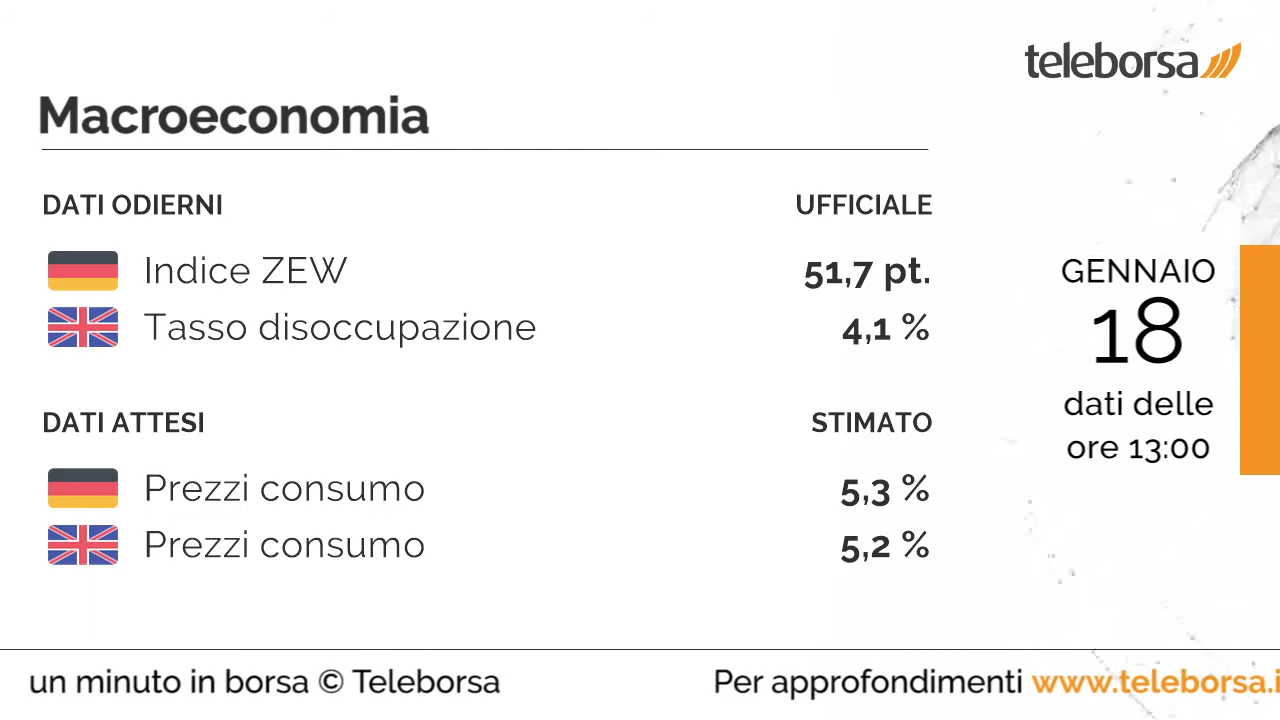 teleborsa
Macroeconomia
DATI ODIERNI UFFICIALE
Indice ZEW 51,7 pt.
Tasso disoccupazione 4,1 %
DATI ATTESI STIMATO
Prezzi consumo 5,3 %
Prezzi consumo 5,2 %
GENNAIO
18
dati delle
ore 13:00
un minuto in borsa © Teleborsa Per approfondimenti www.teleborsa.i